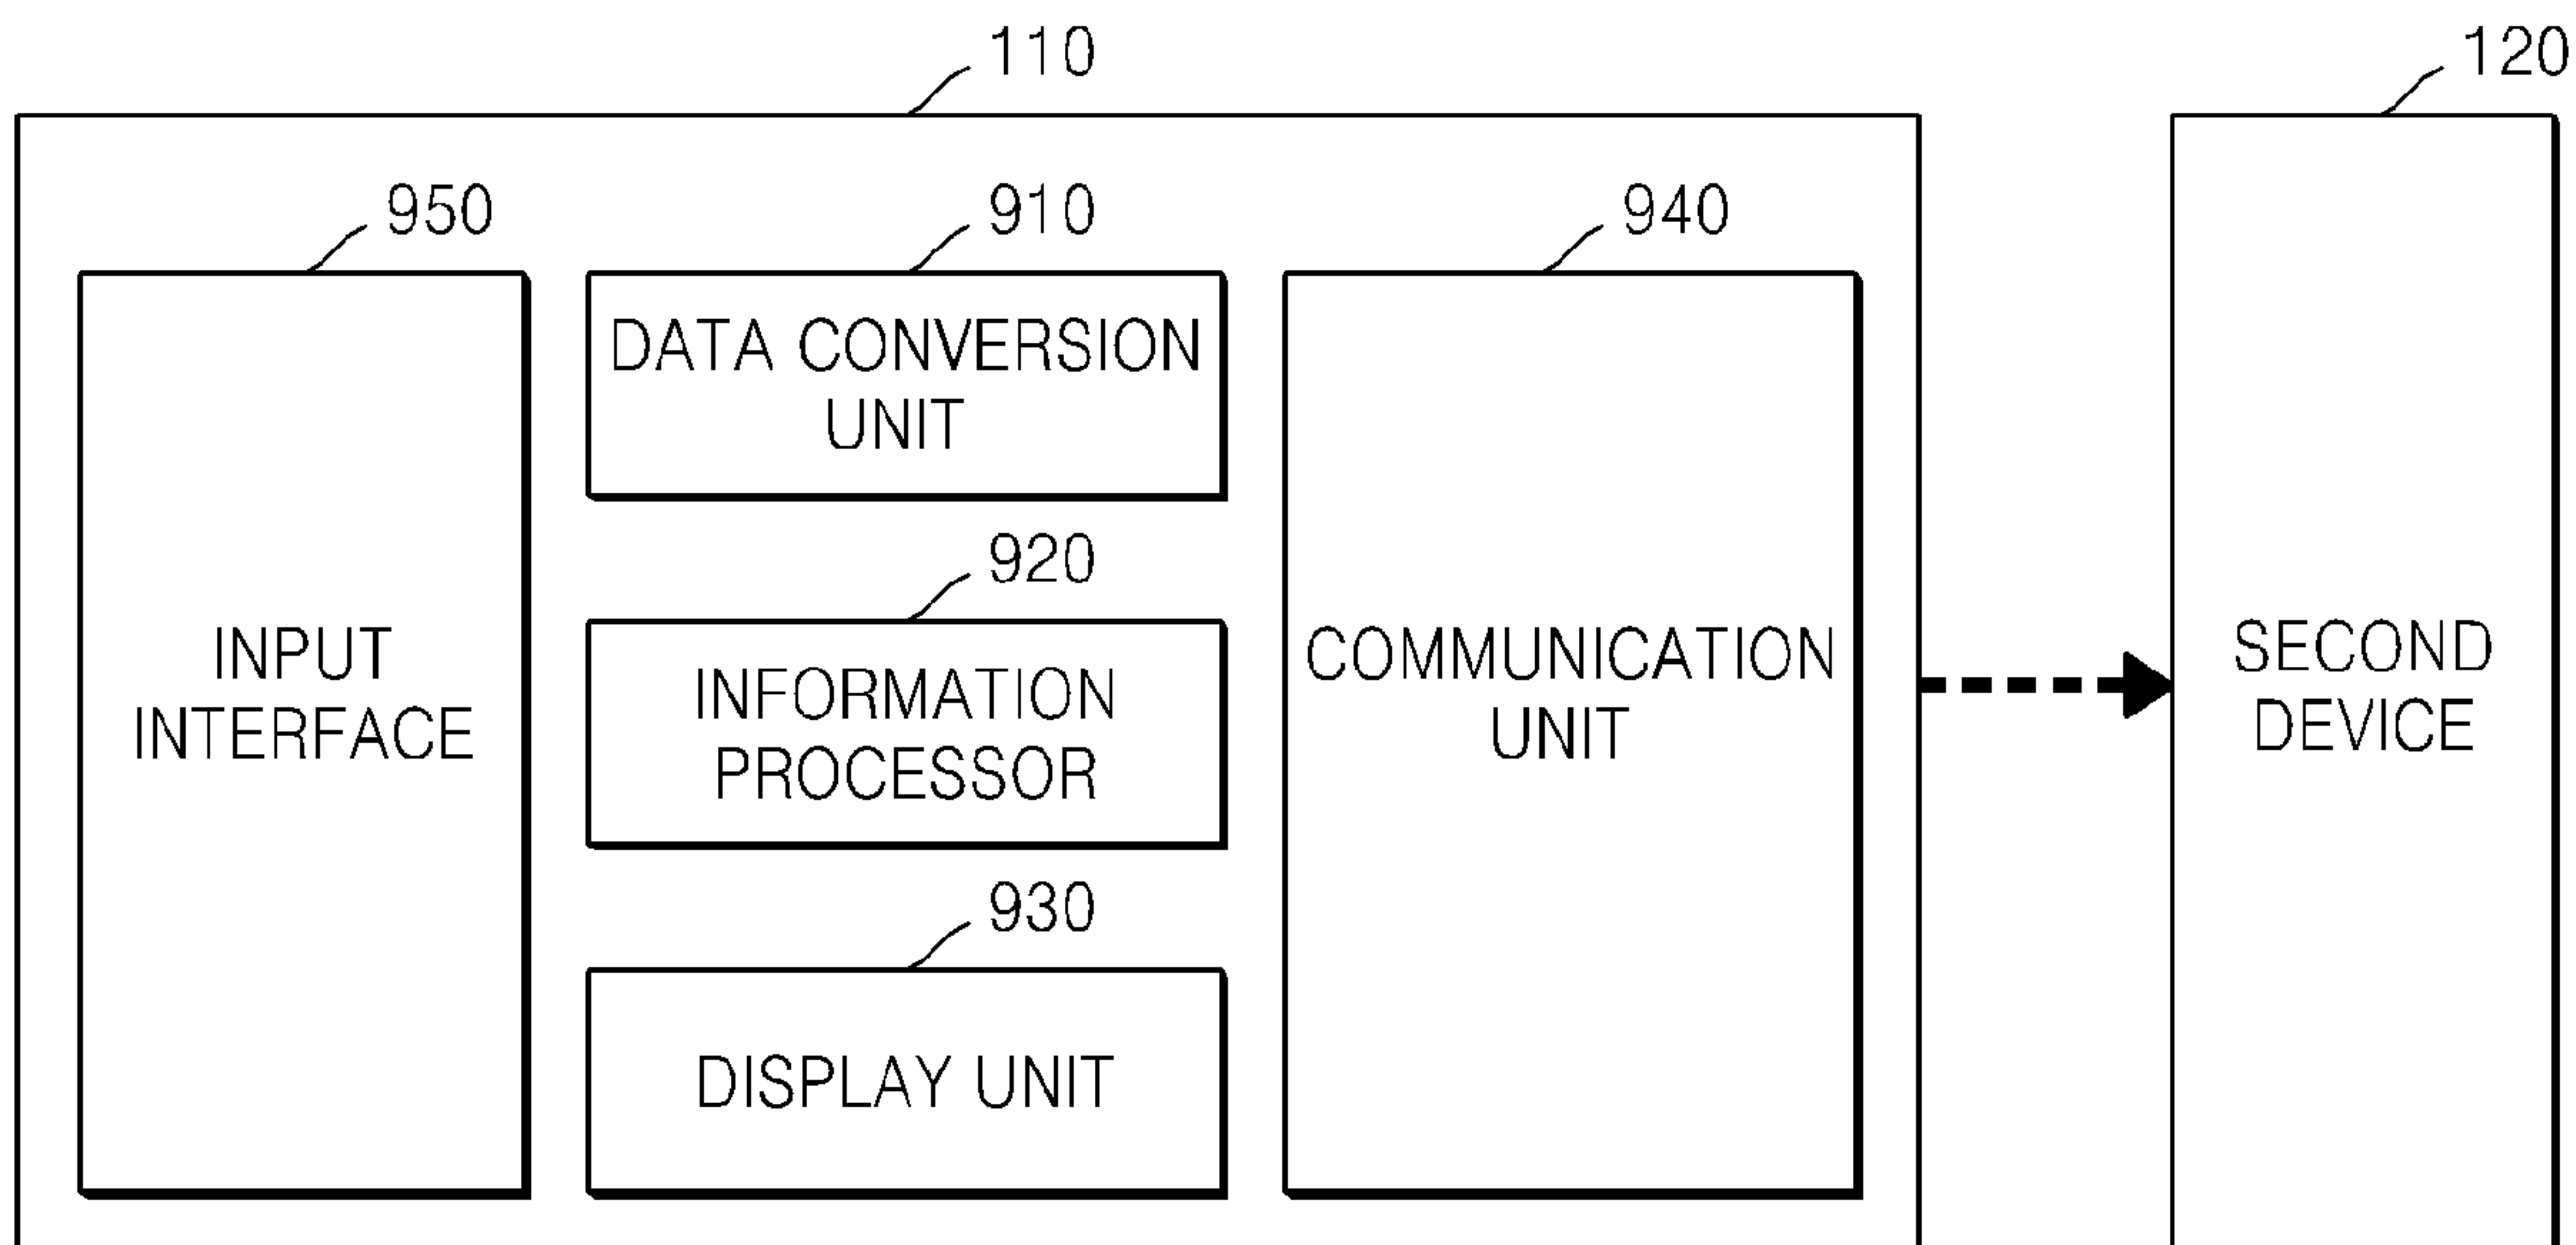 110
120
950
910
940
DATA CONVERSION
UNIT
920
INPUT
INTERFACE
INFORMATION
PROCESSOR
COMMUNICATION
UNIT
SECOND
DEVICE
930
DISPLAY UNIT